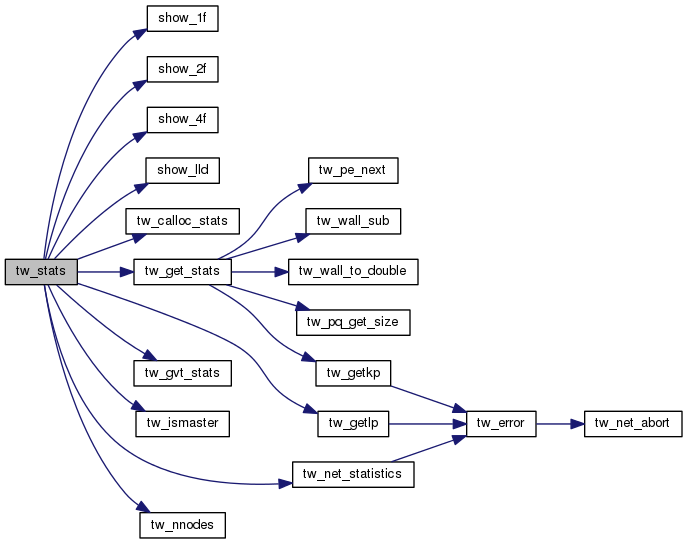 show_1f
show_2f
show_4f
show_lld
tw_pe_next
tw_calloc_stats
tw_wall_sub
tw_stats
tw_get_stats
tw_wall_to_double
tw_pq_get_size
tw_gvt_stats
tw_getkp
tw_ismaster
tw_getlp
tw_error
tw_net_abort
tw_net_statistics
tw_nnodes